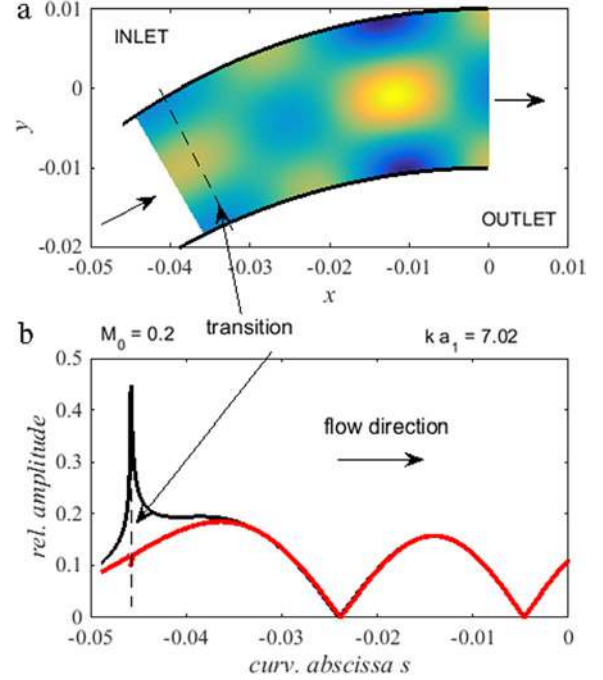 a
0.01
INLET
0
y
-0.01
OUTLET
-0.02
-0.05 -0.04 -0.03 -0.02 -0.01 0 0.01
x
transition
b
M0 = 0.2
k a1 = 7.02
0.5
0.4
flow direction
0.3
rel. amplitude
0.2
0.1
0
-0.05 -0.04 -0.03 -0.02 -0.01 0
curv. abscissa s